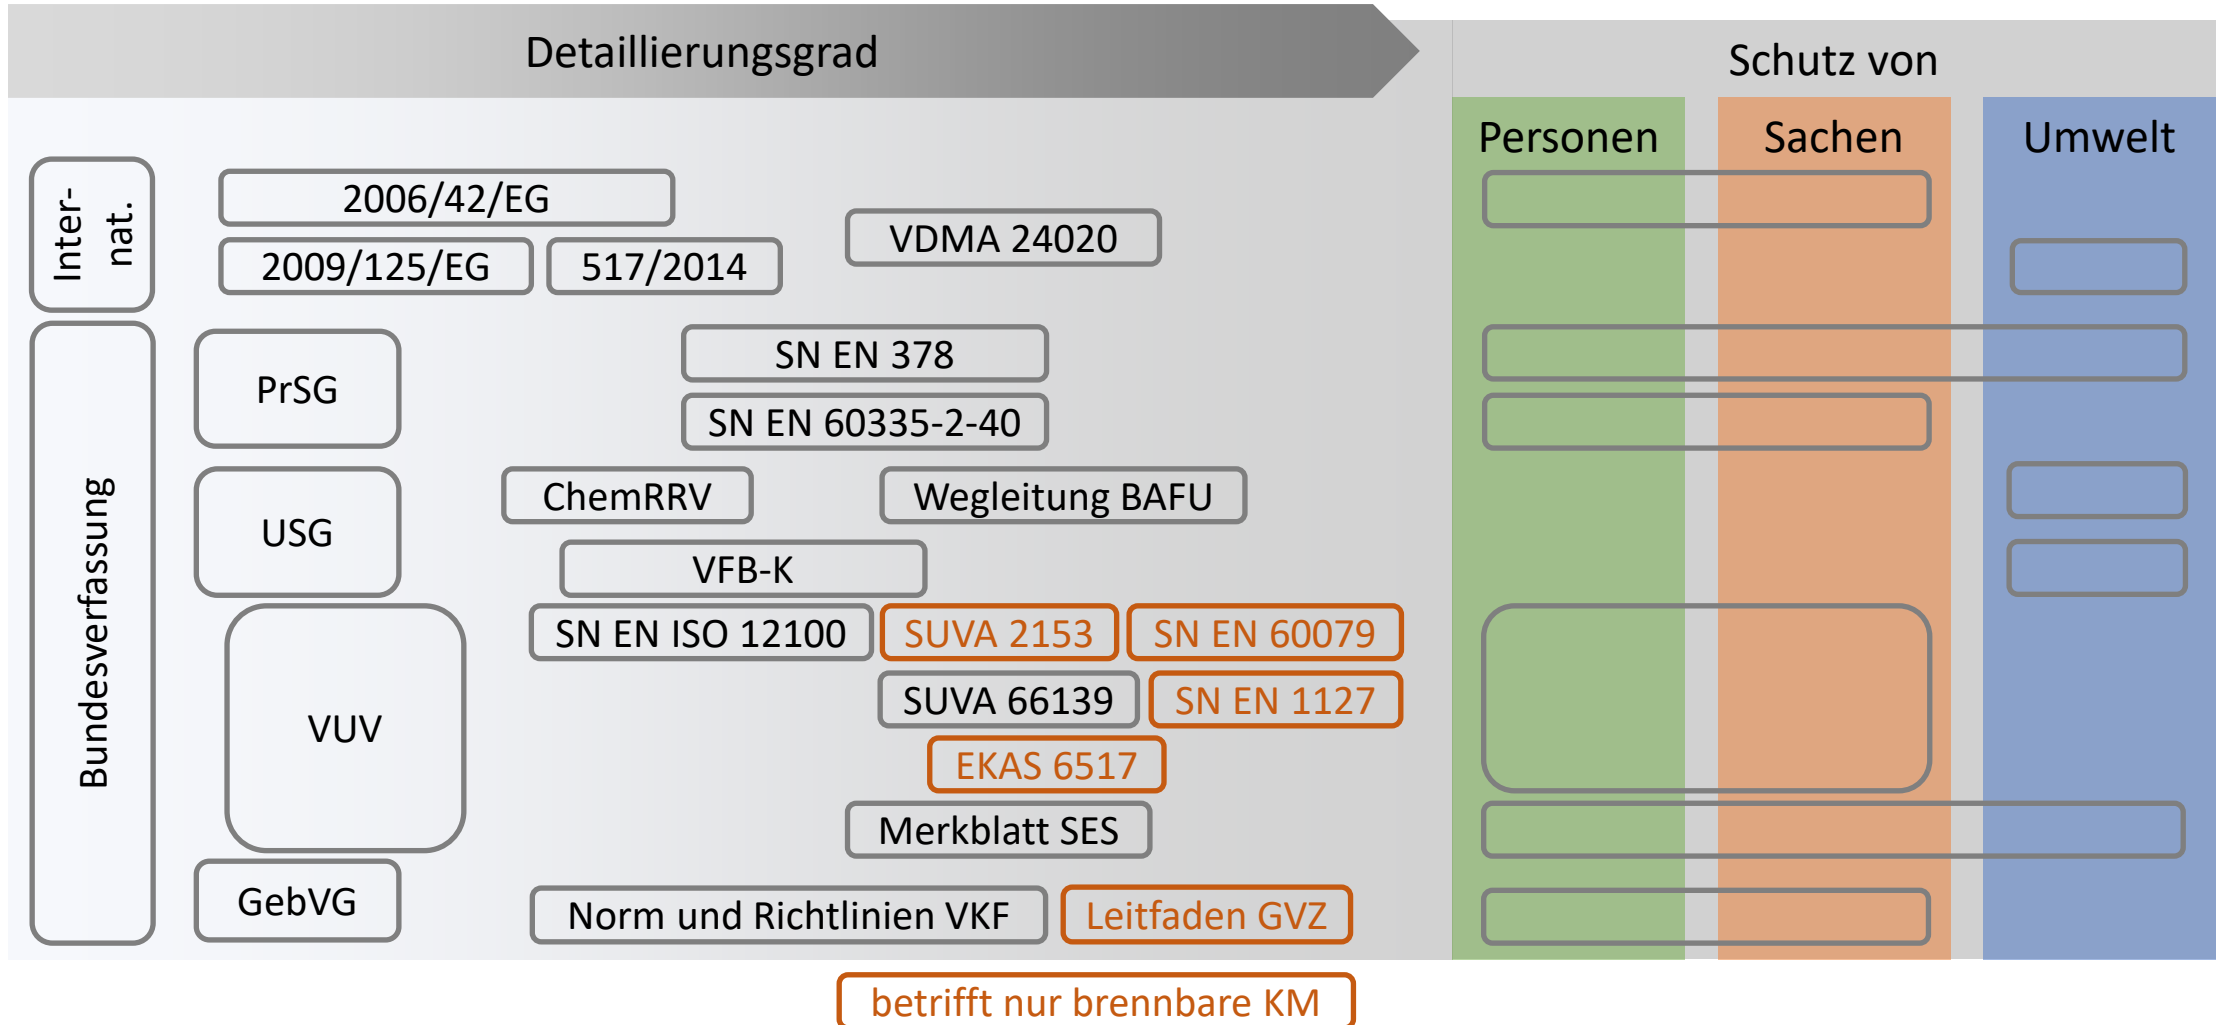 Detaillierungsgrad
Schutz von
Personen
Sachen
Umwelt
Inter-
nat.
2006/42/EG
VDMA 24020
2009/125/EG
517/2014
Bundesverfassung
PrSG
SN EN 378
SN EN 60335-2-40
USG
ChemRRV
Wegleitung BAFU
VFB-K
VUV
SN EN ISO 12100
SUVA 2153
SN EN 60079
SUVA 66139
SN EN 1127
EKAS 6517
Merkblatt SES
GebVG
Norm und Richtlinien VKF
Leitfaden GVZ
betrifft nur brennbare KM